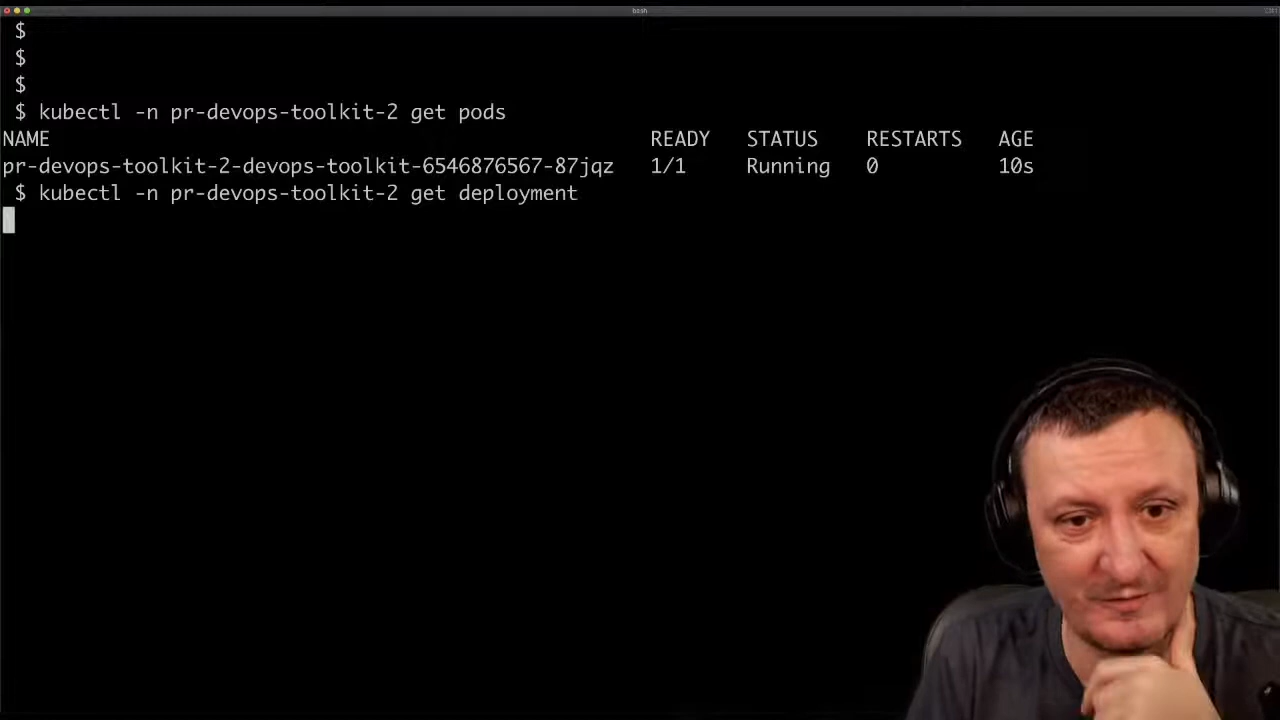 bash
$
$
$
$ kubectl -n pr-devops-toolkit-2 get pods
NAME READY STATUS RESTARTS AGE
pr-devops-toolkit-2-devops-toolkit-6546876567-87jqz 1/1 Running 0 10s
$ kubectl -n pr-devops-toolkit-2 get deployment